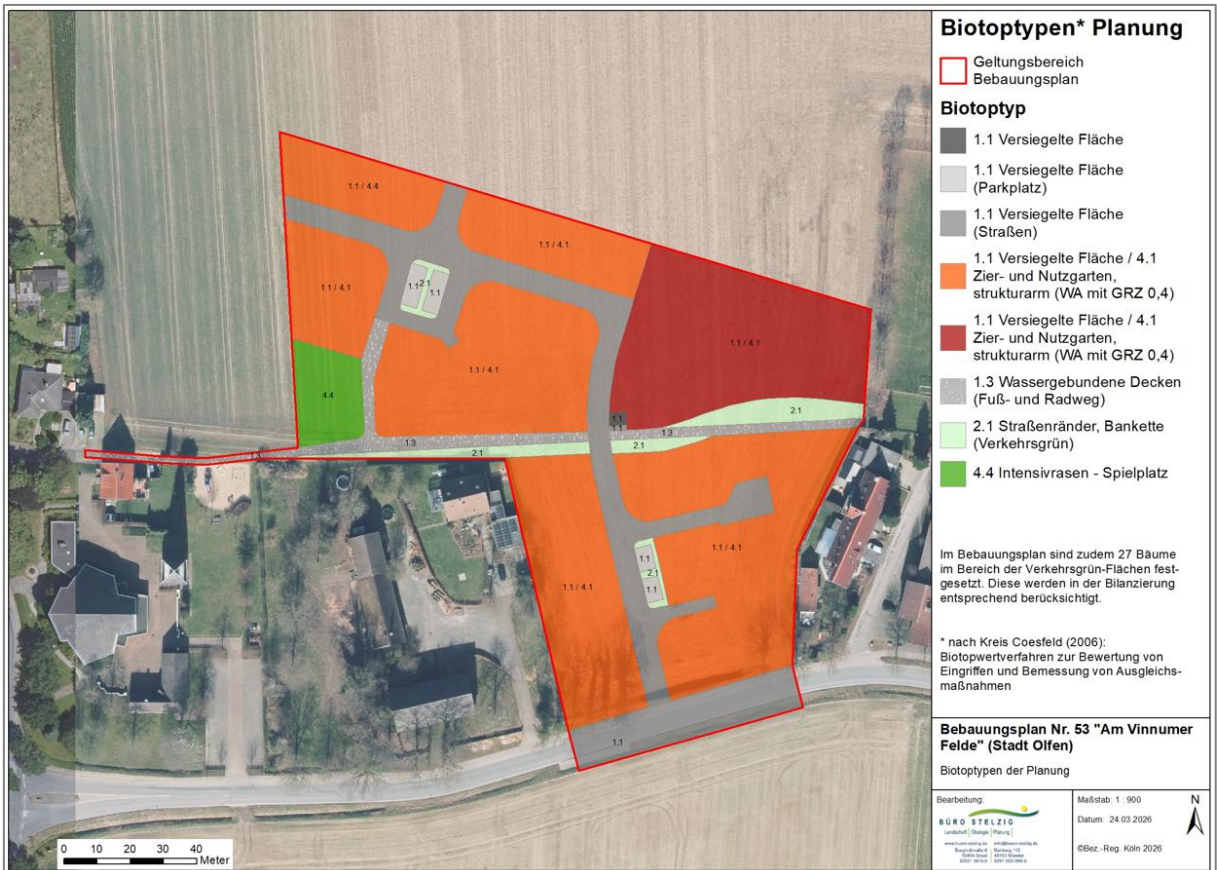 Biotoptypen* Planung
Geltungsbereich
Bebauungsplan
Biotoptyp
1.1 Versiegelte Fläche
1.1 Versiegelte Fläche
(Parkplatz)
1.1 Versiegelte Fläche
(Straßen)
1.1 Versiegelte Fläche / 4.1
Zier- und Nutzgarten,
strukturarm (WA mit GRZ 0,4)
1.1 Versiegelte Fläche / 4.1
Zier- und Nutzgarten,
strukturarm (WA mit GRZ 0,4)
1.3 Wassergebundene Decken
(Fuß- und Radweg)
2.1 Straßenränder, Bankette
(Verkehrsgrün)
4.4 Intensivrasen - Spielplatz
Im Bebauungsplan sind zudem 27 Bäume
im Bereich der Verkehrsgrün-Flächen fest-
gesetzt. Diese werden in der Bilanzierung
entsprechend berücksichtigt.
* nach Kreis Coesfeld (2006):
Biotopwertverfahren zur Bewertung von
Eingriffen und Bemessung von Ausgleichs-
maßnahmen
Bebauungsplan Nr. 53 "Am Vinnumer
Felde" (Stadt Olfen)
Biotoptypen der Planung
Bearbeitung:
BÜRO STELZIG
Landschaft | Ökologie | Planung |
Maßstab: 1 : 900
Datum: 24.03.2026
©Bez.-Reg. Köln 2026
N
1.1 / 4.4
1.1 / 4.1
1.1 / 4.1
1.1
2.1
1.1
1.1 / 4.1
1.1 / 4.1
4.4
1.3
1.3
2.1
1.1
1.1
1.3
2.1
2.1
1.1 / 4.1
1.1 / 4.1
1.1
2.1
1.1
1.1
0 10 20 30 40
Meter